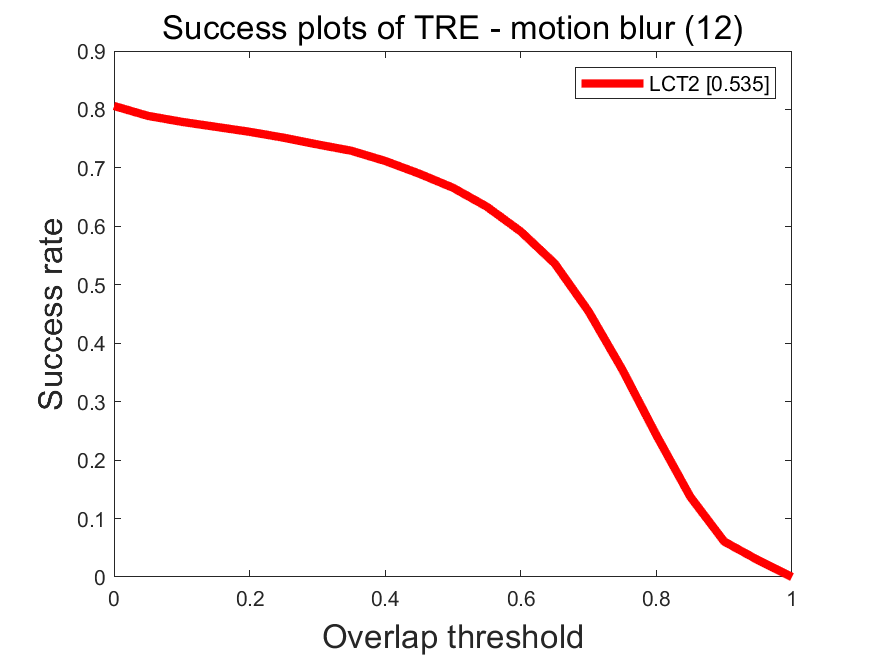 Success plots of TRE - motion blur (12)
LCT2 [0.535]
Success rate
0.9
0.8
0.7
0.6
0.5
0.4
0.3
0.2
0.1
0
0 0.2 0.4 0.6 0.8 1
Overlap threshold